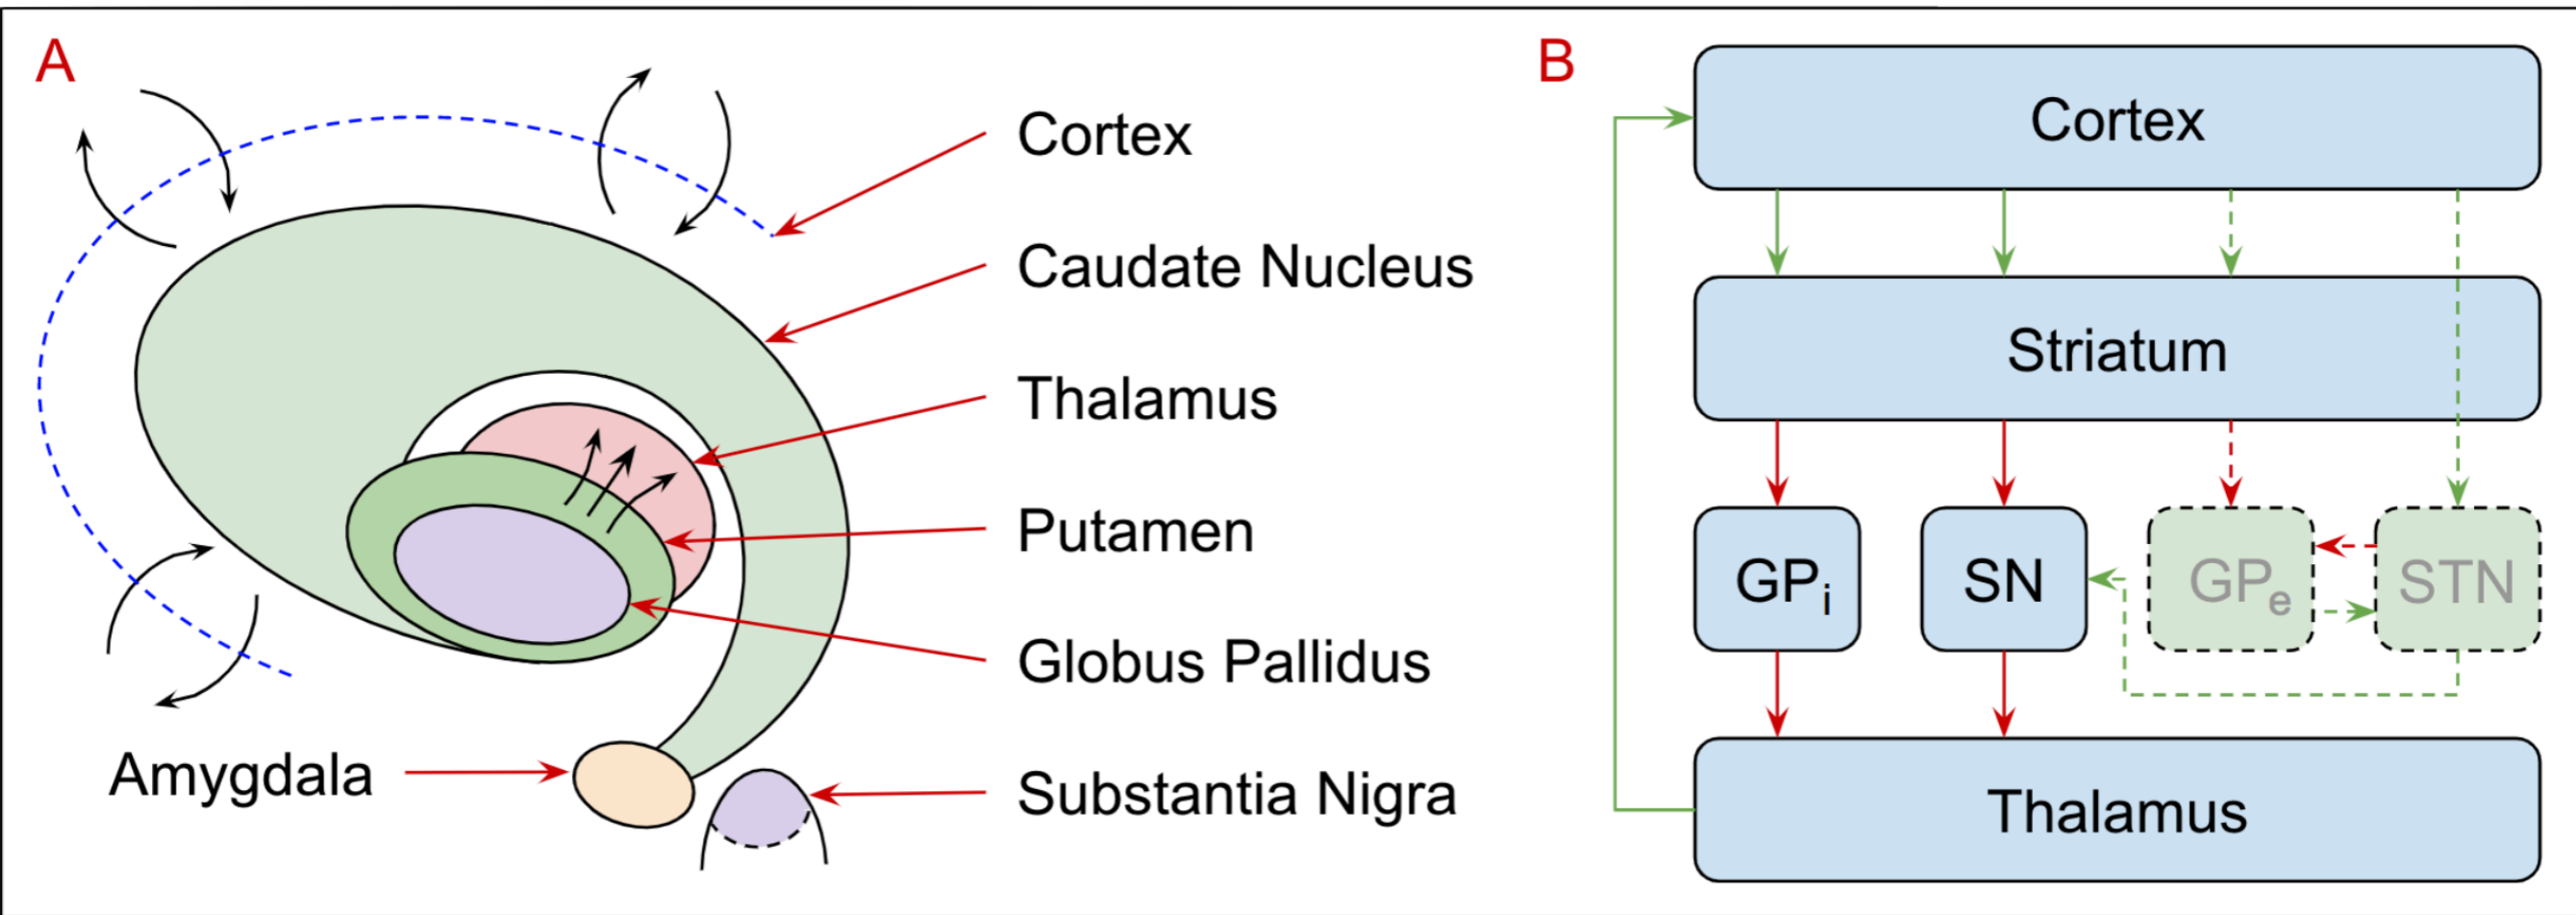 A
Cortex
Caudate Nucleus
Thalamus
Putamen
Globus Pallidus
Amygdala
Substantia Nigra
B
Cortex
Striatum
GPi
SN
GPe
STN
Thalamus